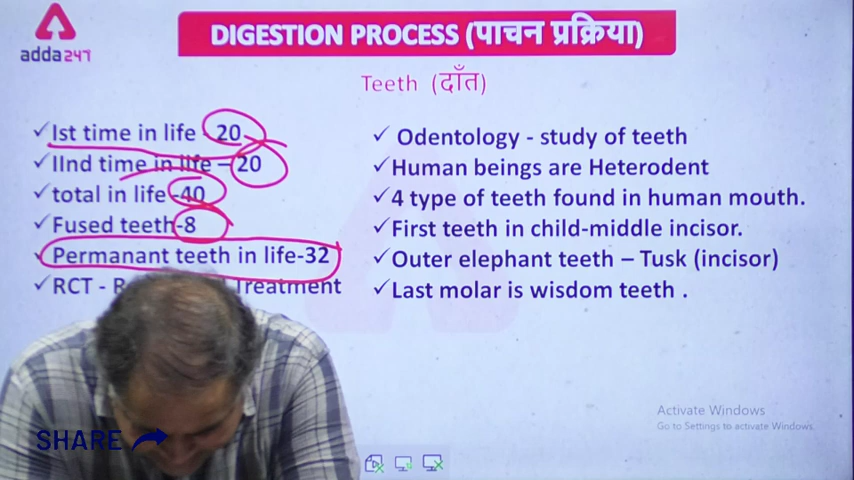 adda247
DIGESTION PROCESS (पाचन प्रक्रिया)
Teeth (दाँत)
✓Ist time in life - 20
✓IInd time in life – 20
✓total in life -40
✓Fused teeth-8
✓Permanant teeth in life-32
✓RCT - Treatment
✓ Odentology - study of teeth
✓Human beings are Heterodent
✓4 type of teeth found in human mouth.
✓First teeth in child-middle incisor.
✓Outer elephant teeth – Tusk (incisor)
✓Last molar is wisdom teeth .
Activate Windows
Go to Settings to activate Windows.
SHARE